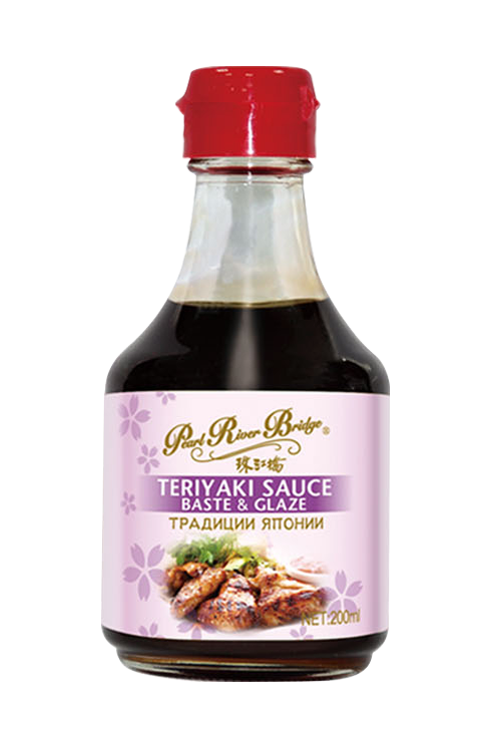 Pearl River Bridge®
珠江橋
TERIYAKI SAUCE
BASTE & GLAZE
ТРАДИЦИИ ЯПОНИИ
NET:200ml